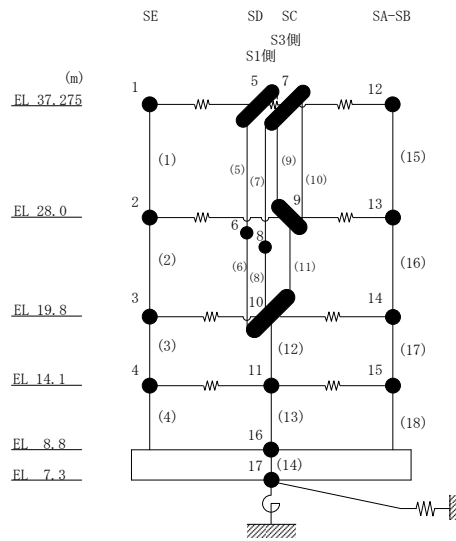 SE SD SC SA-SB
S3側
S1側
(m)
1 5 7 12
EL 37.275
(1) (5) (7) (9) (10) (15)
EL 28.0
2 6 8 9 13
(2) (6) (8) (11) (16)
EL 19.8
3 10 14
(3) (12) (17)
EL 14.1
4 11 15
(4) (13) (18)
EL 8.8
16
(14)
EL 7.3
17